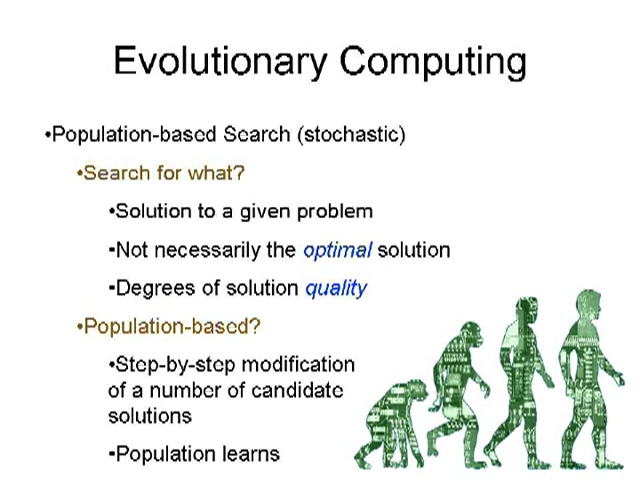 Evolutionary Computing
•Population-based Search (stochastic)
•Search for what?
•Solution to a given problem
•Not necessarily the optimal solution
•Degrees of solution quality
•Population-based?
•Step-by-step modification
of a number of candidate
solutions
•Population learns